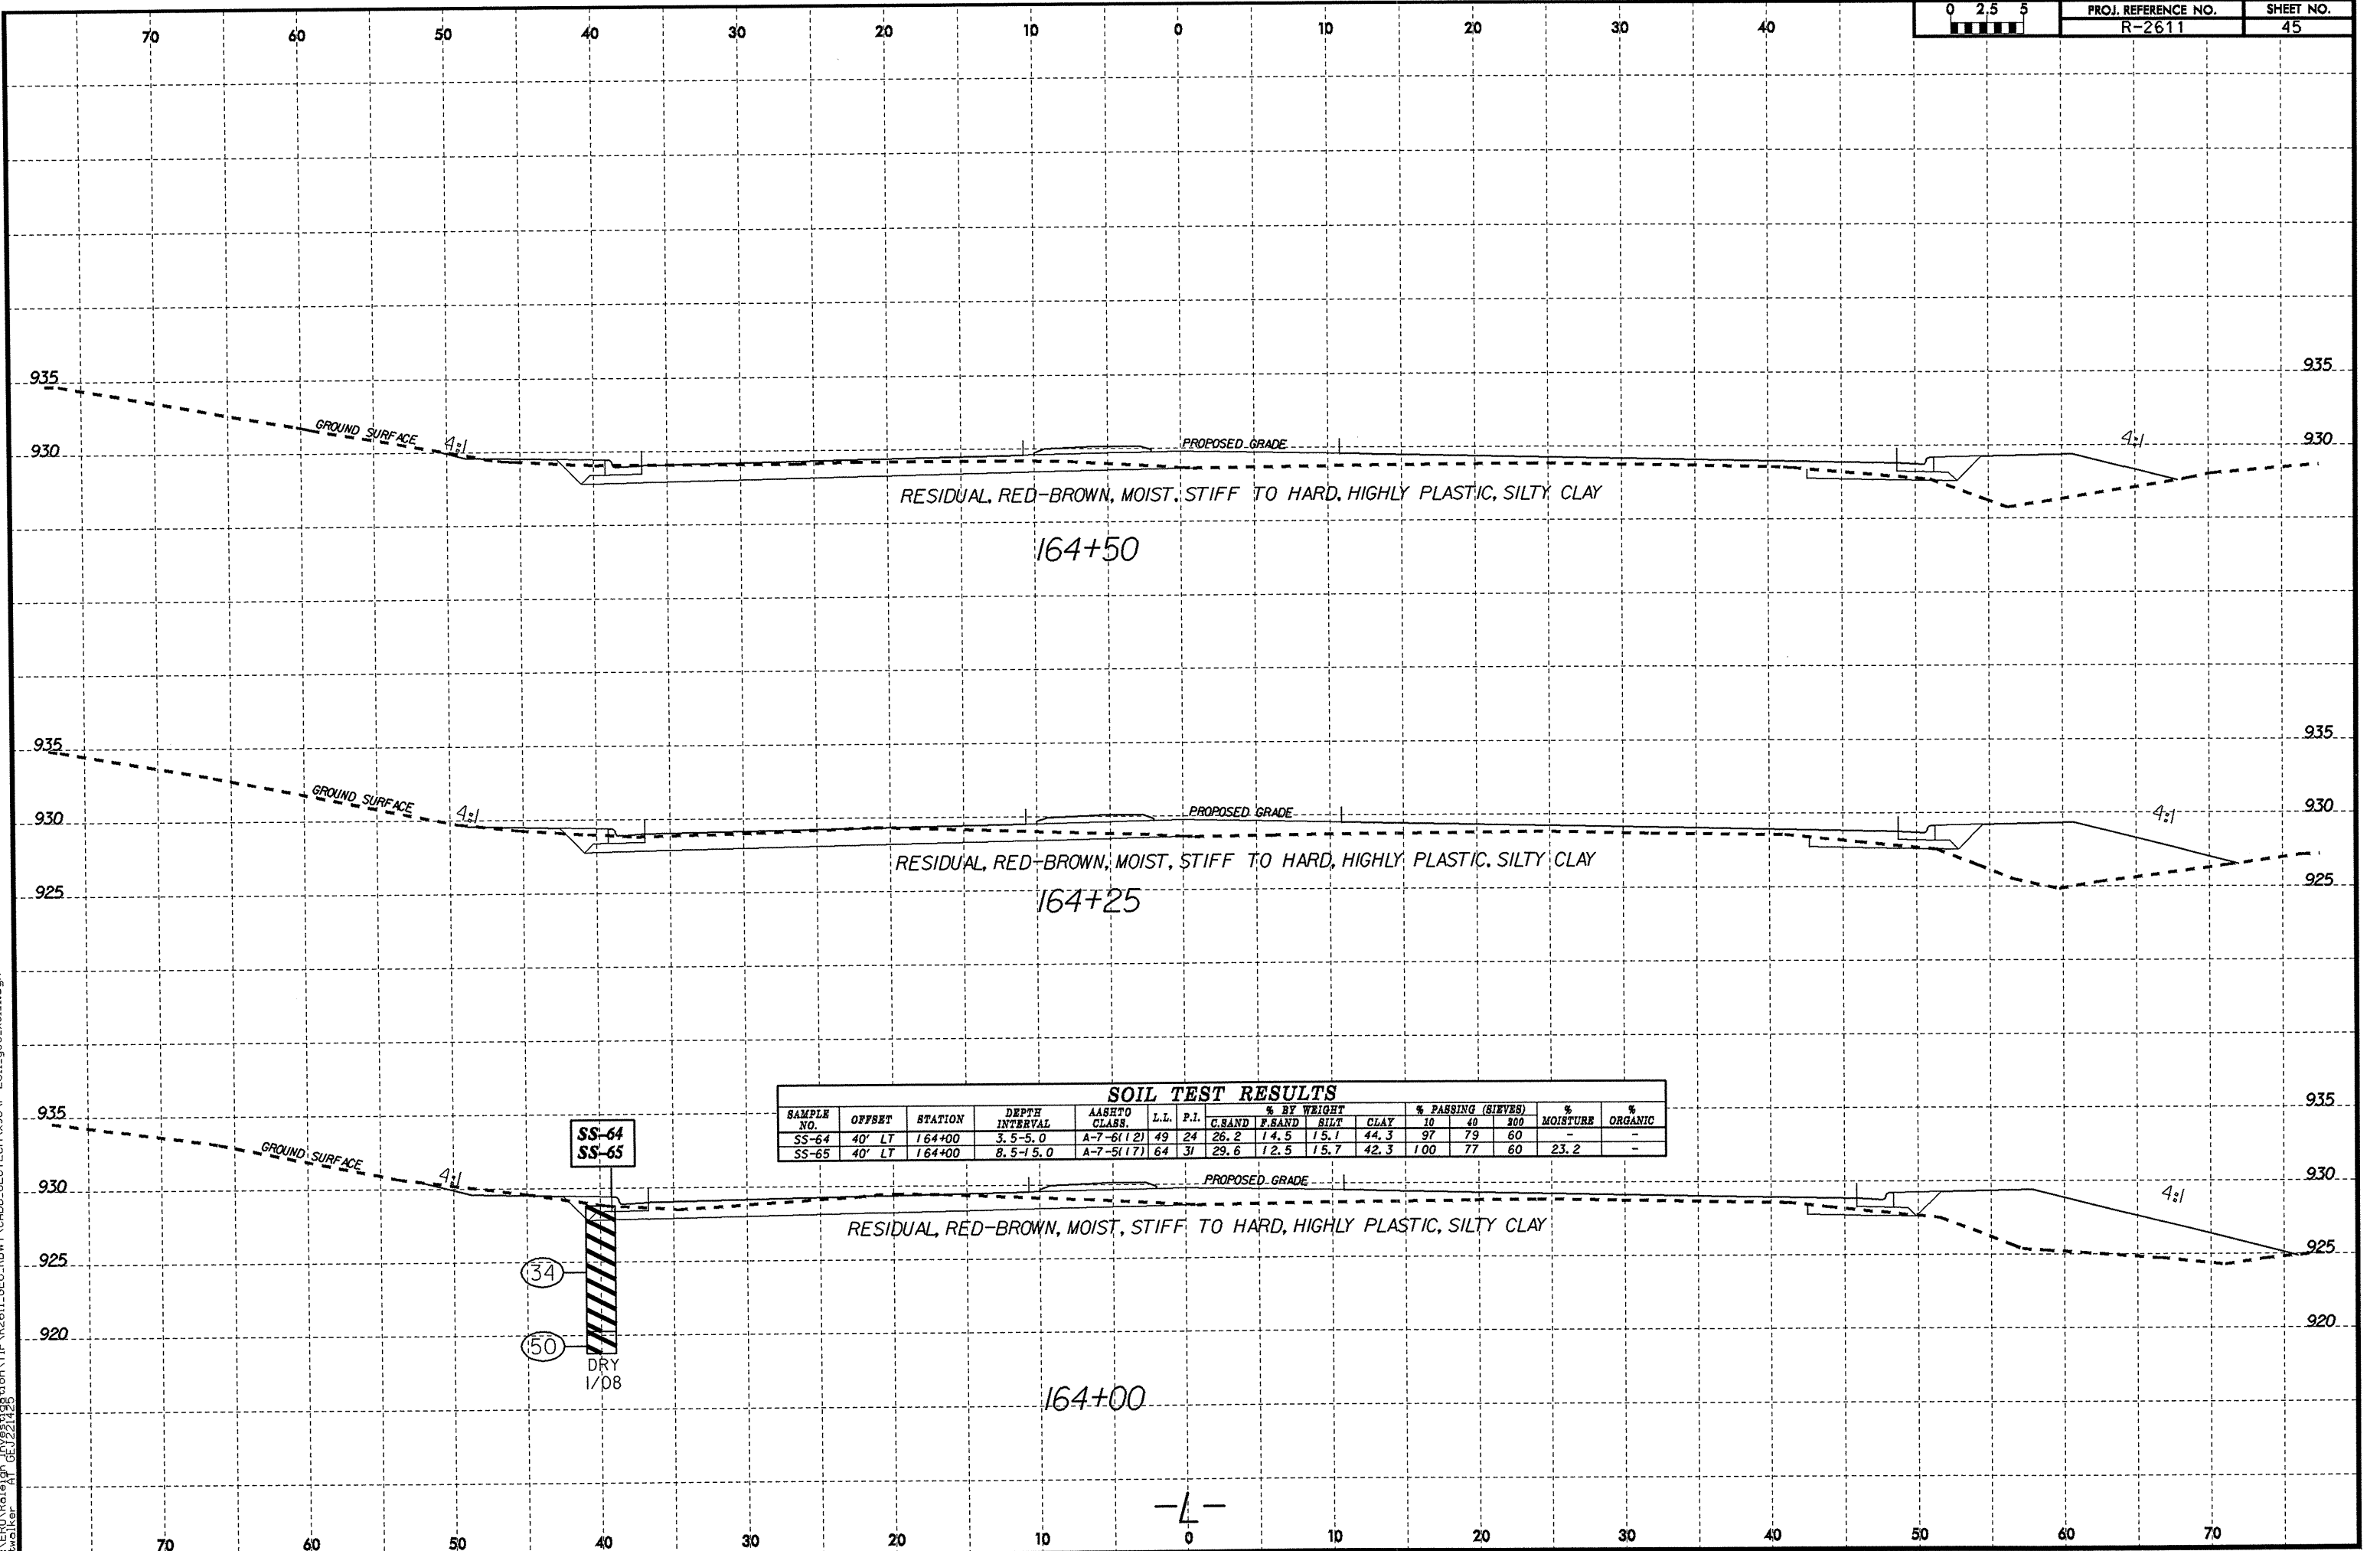 0 2.5 5 PROJ. REFERENCE NO. SHEET NO.
R-2611 45
70 60 50 40 30 20 10 0 10 20 30 40
935 935
GROUND SURFACE 4:1 PROPOSED GRADE 4:1
930 930
RESIDUAL, RED-BROWN, MOIST, STIFF TO HARD, HIGHLY PLASTIC, SILTY CLAY
164+50
935 935
GROUND SURFACE 4:1 PROPOSED GRADE 4:1
930 930
RESIDUAL, RED-BROWN, MOIST, STIFF TO HARD, HIGHLY PLASTIC, SILTY CLAY
925 925
164+25
SOIL TEST RESULTS
SAMPLE NO. OFFSET STATION DEPTH INTERVAL AASHTO CLASS. L.L. P.I. % BY WEIGHT C.SAND F.SAND SILT CLAY % PASSING (SIEVES) 10 40 200 % MOISTURE % ORGANIC
SS-64 40' LT 164+00 3.5-5.0 A-7-6(12) 49 24 26.2 14.5 15.1 44.3 97 79 60 - -
SS-65 40' LT 164+00 8.5-15.0 A-7-5(17) 64 31 29.6 12.5 15.7 42.3 100 77 60 23.2 -
935 935
SS-64
SS-65
GROUND SURFACE 4:1 PROPOSED GRADE 4:1
930 930
RESIDUAL, RED-BROWN, MOIST, STIFF TO HARD, HIGHLY PLASTIC, SILTY CLAY
925 925
34
920 920
50
DRY
1/08
164+00
-L-
70 60 50 40 30 20 10 0 10 20 30 40 50 60 70